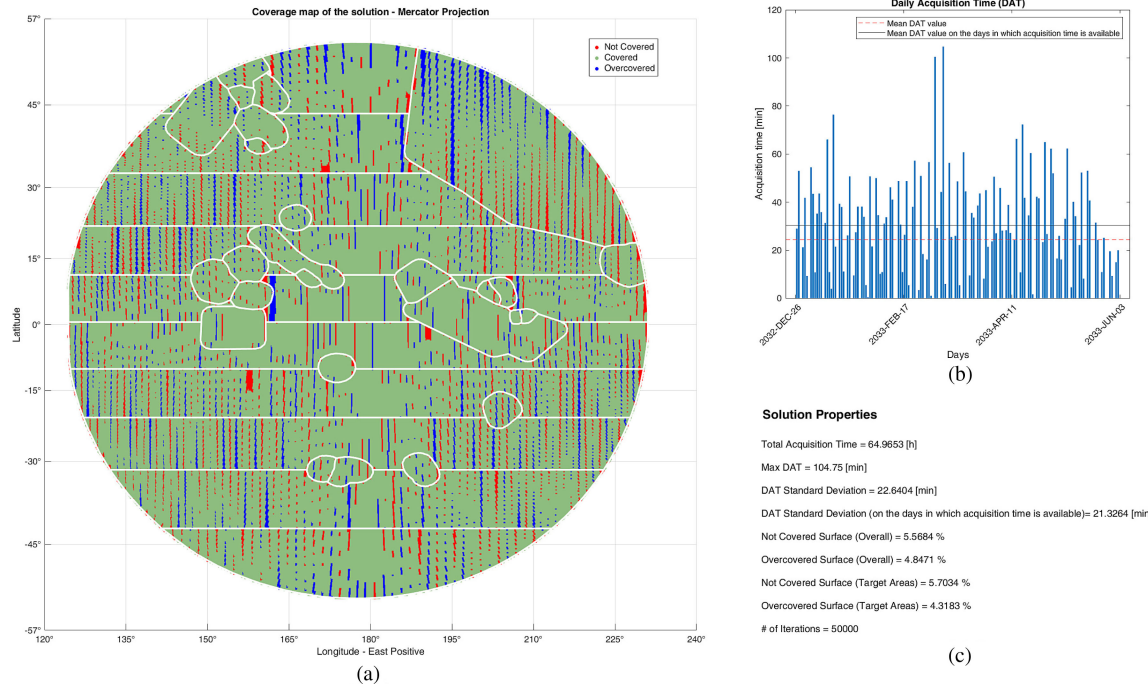 Coverage map of the solution - Mercator Projection
57°
45°
30°
15°
0°
-15°
-30°
-45°
-57°
Latitude
Not Covered
Covered
Overcovered
120°
135°
150°
165°
180°
195°
210°
225°
240°
Longitude - East Positive
(a)
Daily Acquisition Time (DAT)
120
100
80
60
40
20
0
Acquisition time [min]
Mean DAT value
Mean DAT value on the days in which acquisition time is available
2032-DEC-26
2033-FEB-17
2033-APR-11
2033-JUN-03
Days
(b)
Solution Properties
Total Acquisition Time = 64.9653 [h]
Max DAT = 104.75 [min]
DAT Standard Deviation = 22.6404 [min]
DAT Standard Deviation (on the days in which acquisition time is available)= 21.3264 [min
Not Covered Surface (Overall) = 5.5684 %
Overcovered Surface (Overall) = 4.8471 %
Not Covered Surface (Target Areas) = 5.7034 %
Overcovered Surface (Target Areas) = 4.3183 %
# of Iterations = 50000
(c)